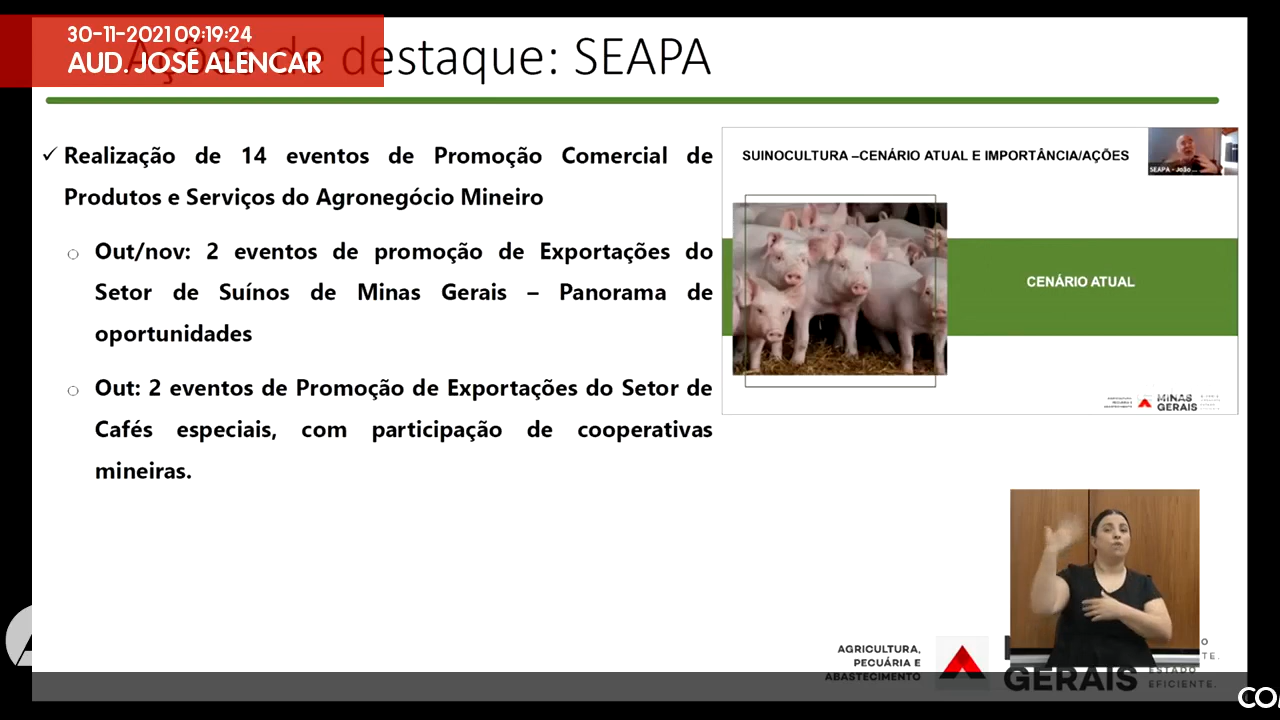 30-11-2021 09:19:24
AUD. JOSÉ ALENCAR
Ações de destaque: SEAPA
✓ Realização de 14 eventos de Promoção Comercial de
Produtos e Serviços do Agronegócio Mineiro
○ Out/nov: 2 eventos de promoção de Exportações do
Setor de Suínos de Minas Gerais – Panorama de
oportunidades
○ Out: 2 eventos de Promoção de Exportações do Setor de
Cafés especiais, com participação de cooperativas
mineiras.
SUINOCULTURA –CENÁRIO ATUAL E IMPORTÂNCIA/AÇÕES
SEAPA - João ...
CENÁRIO ATUAL
MINAS
GERAIS
AGRICULTURA,
PECUÁRIA E
ABASTECIMENTO
GERAIS
ESTADO
EFICIENTE.